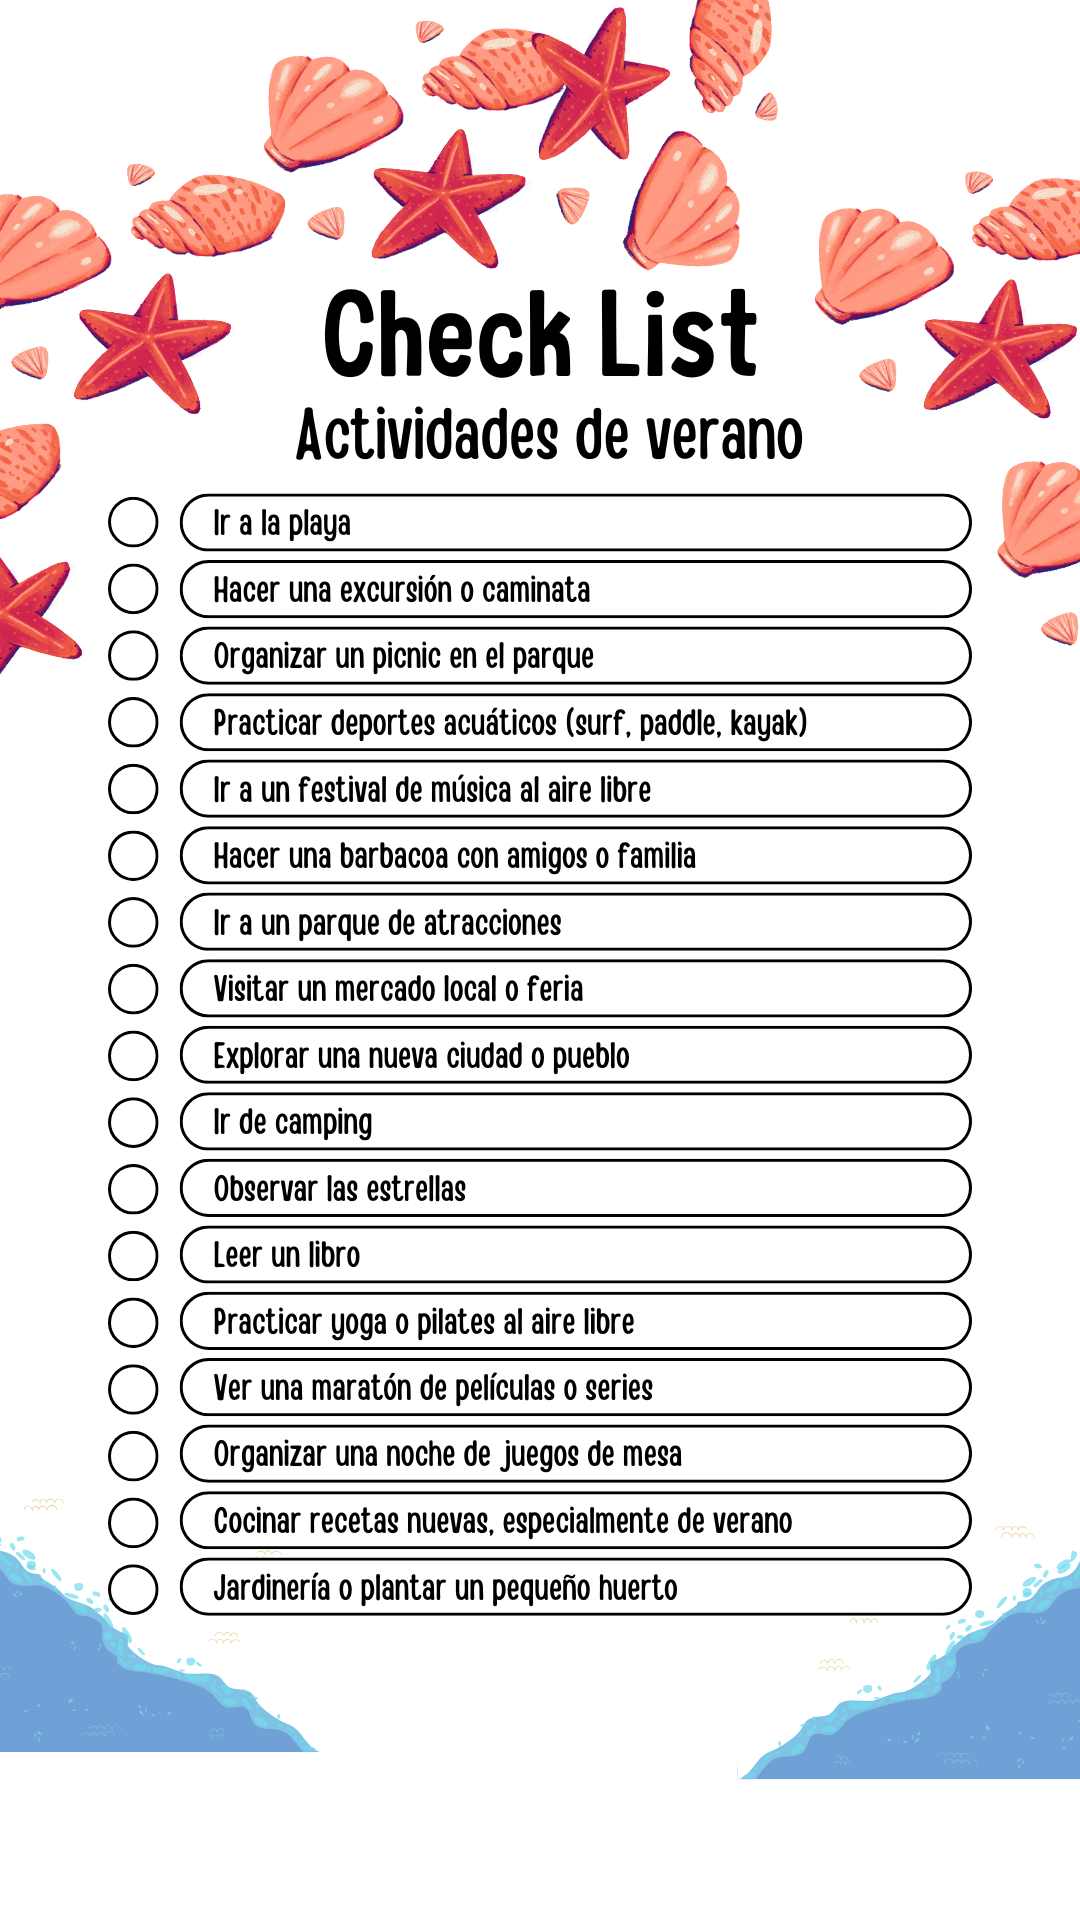 Check List
Actividades de verano
Ir a la playa
Hacer una excursión o caminata
Organizar un picnic en el parque
Practicar deportes acuáticos (surf, paddle, kayak)
Ir a un festival de música al aire libre
Hacer una barbacoa con amigos o familia
Ir a un parque de atracciones
Visitar un mercado local o feria
Explorar una nueva ciudad o pueblo
Ir de camping
Observar las estrellas
Leer un libro
Practicar yoga o pilates al aire libre
Ver una maratón de películas o series
Organizar una noche de juegos de mesa
Cocinar recetas nuevas, especialmente de verano
Jardinería o plantar un pequeño huerto